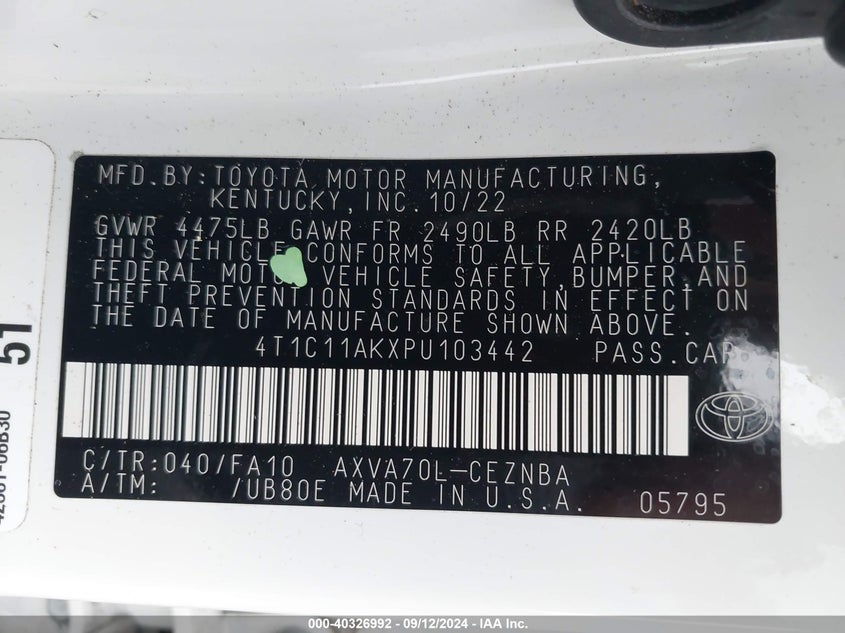 MFD.BY:TOYOTA MOTOR MANUFACTURING,
KENTUCKY,INC.10/22
GVWR 4475LB GAWR FR 2490LB RR 2420LB
THIS VEHICLE CONFORMS TO ALL APPLICABLE
FEDERAL MOTOR VEHICLE SAFETY,BUMPER,AND
THEFT PREVENTION STANDARDS IN EFFECT ON
THE DATE OF MANUFACTURE SHOWN ABOVE.
4T1C11AKXPU103442 PASS.CAR
C/TR:040/FA10 AXVA70L-CEZNBA
A/TM: /UB80E MADE IN U.S.A. 05795
51
000-40326992 - 09/12/2024 - IAA Inc.